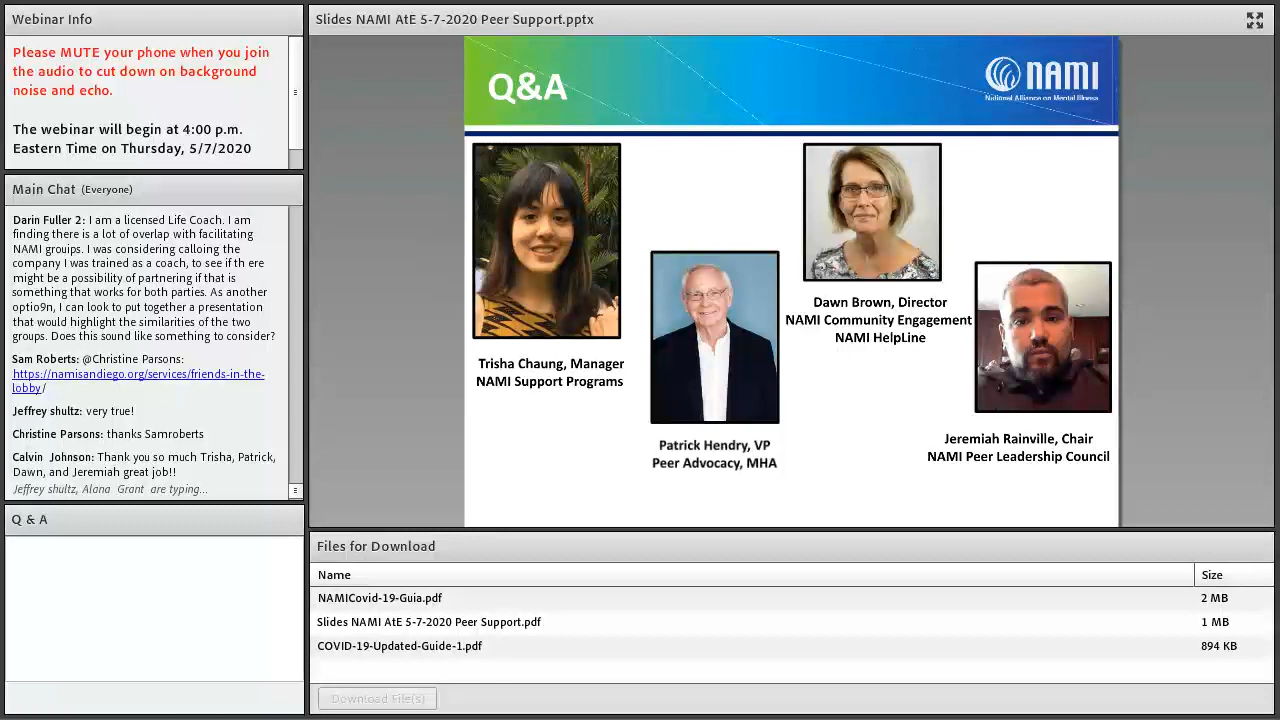 Webinar Info
Please MUTE your phone when you join
the audio to cut down on background
noise and echo.
The webinar will begin at 4:00 p.m.
Eastern Time on Thursday, 5/7/2020
Main Chat (Everyone)
Darin Fuller 2: I am a licensed Life Coach. I am
finding there is a lot of overlap with facilitating
NAMI groups. I was considering calloing the
company I was trained as a coach, to see if th ere
might be a possibility of partnering if that is
something that works for both parties. As another
optio9n, I can look to put together a presentation
that would highlight the similarities of the two
groups. Does this sound like something to consider?
Sam Roberts: @Christine Parsons:
https://namisandiego.org/services/friends-in-the-
lobby/
Jeffrey shultz: very true!
Christine Parsons: thanks Samroberts
Calvin Johnson: Thank you so much Trisha, Patrick,
Dawn, and Jeremiah great job!!
Jeffrey shultz, Alana Grant are typing...
Q & A
Slides NAMI AtE 5-7-2020 Peer Support.pptx
Q&A
NAMI
National Alliance on Mental Illness
Trisha Chaung, Manager
NAMI Support Programs
Patrick Hendry, VP
Peer Advocacy, MHA
Dawn Brown, Director
NAMI Community Engagement
NAMI HelpLine
Jeremiah Rainville, Chair
NAMI Peer Leadership Council
Files for Download
Name Size
NAMICovid-19-Guia.pdf 2 MB
Slides NAMI AtE 5-7-2020 Peer Support.pdf 1 MB
COVID-19-Updated-Guide-1.pdf 894 KB
Download File(s)